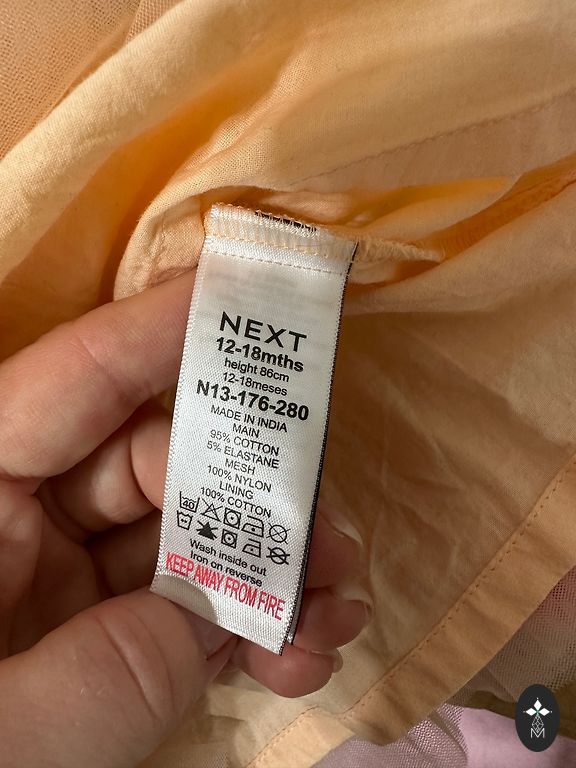 NEXT
12-18mths
height 86cm
12-18meses
N13-176-280
MADE IN INDIA
MAIN
95% COTTON
5% ELASTANE
MESH
100% NYLON
LINING
100% COTTON
40
Wash inside out
Iron on reverse
KEEP AWAY FROM FIRE
M